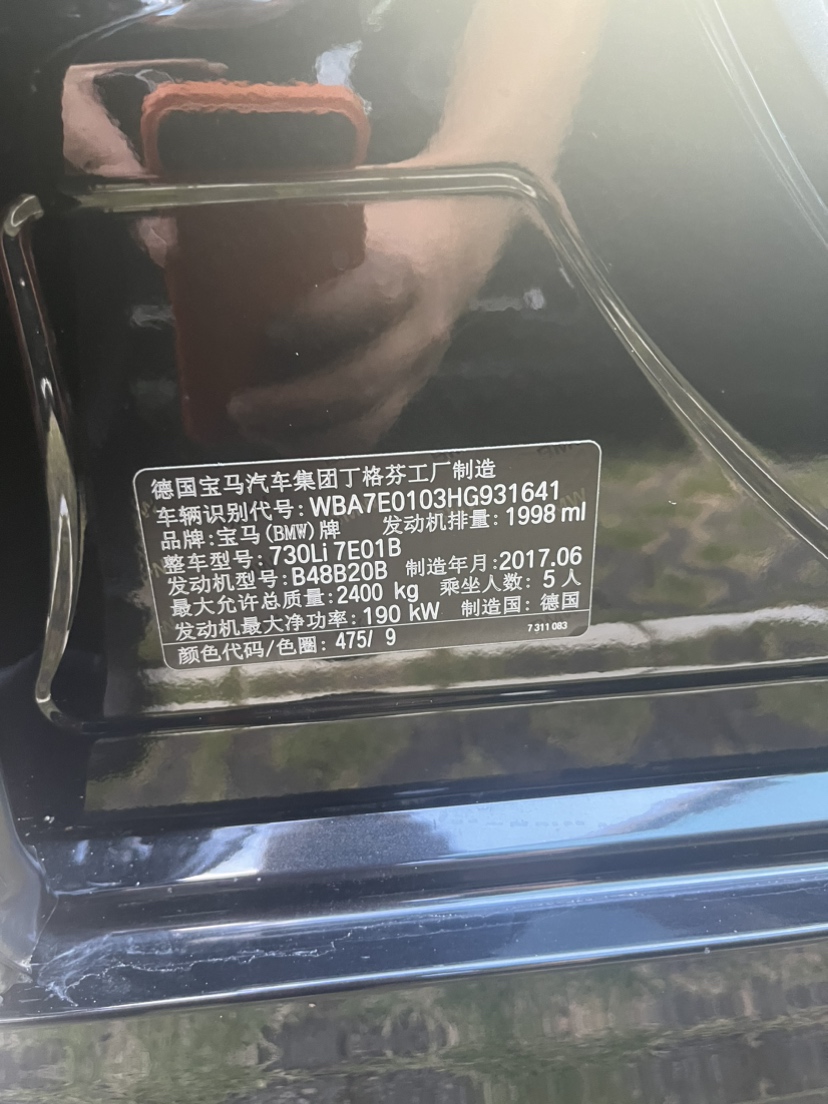 德国宝马汽车集团丁格芬工厂制造
车辆识别代号:WBA7E0103HG931641
品牌:宝马(BMW)牌 发动机排量:1998 ml
整车型号:730Li 7E01B
发动机型号:B48B20B 制造年月:2017.06
最大允许总质量:2400 kg 乘坐人数: 5人
发动机最大净功率:190 kW 制造国: 德国
颜色代码/色圈: 475/ 9 7 311 083